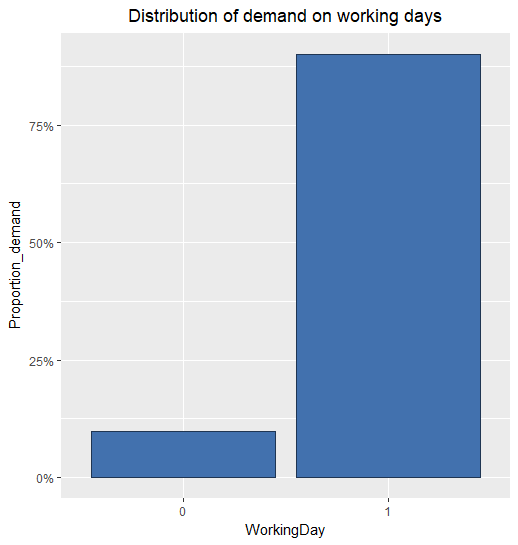 Distribution of demand on working days
Proportion_demand
75%
50%
25%
0%
0
1
WorkingDay